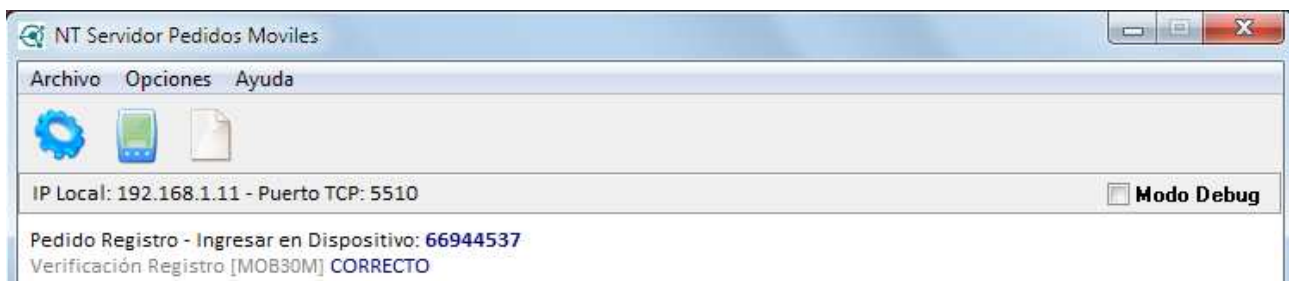 NT Servidor Pedidos Moviles
Archivo Opciones Ayuda
IP Local: 192.168.1.11 - Puerto TCP: 5510
Modo Debug
Pedido Registro - Ingresar en Dispositivo: 66944537
Verificación Registro [MOB30M] CORRECTO